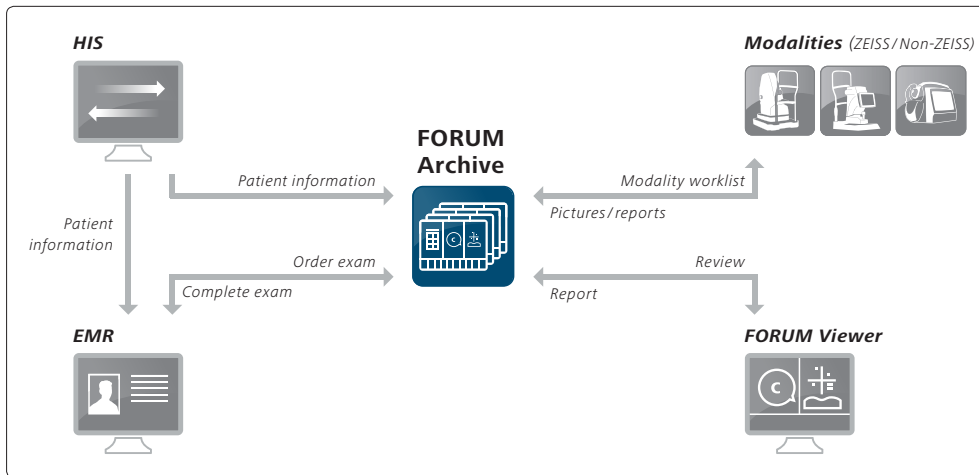 HIS
Modalities (ZEISS/Non-ZEISS)
FORUM
Archive
Patient information
Modality worklist
Pictures/reports
Patient
information
Order exam
Complete exam
Review
Report
EMR
FORUM Viewer
C
C